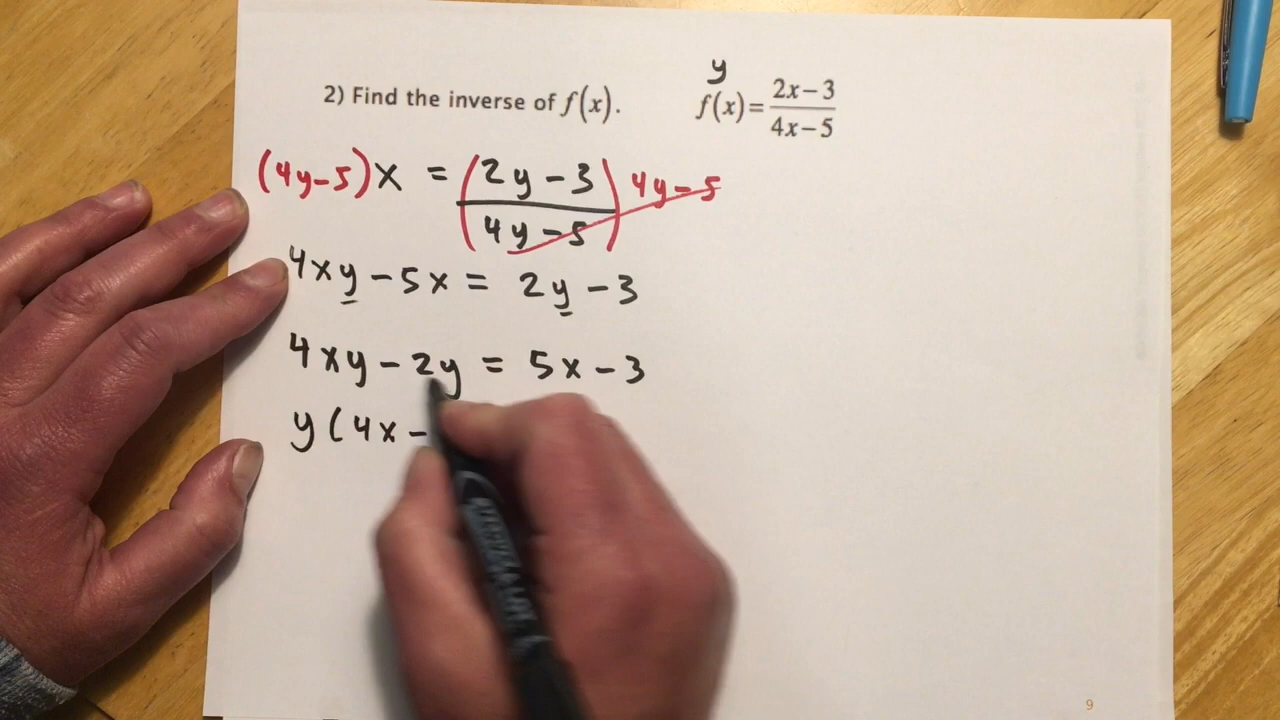 y
2) Find the inverse of f(x). f(x)=(2x-3)/(4x-5)
(4y-5)x = ((2y-3)/(4y-5)) 4y-5
4xy-5x = 2y-3
4xy-2y = 5x-3
y(4x-
9